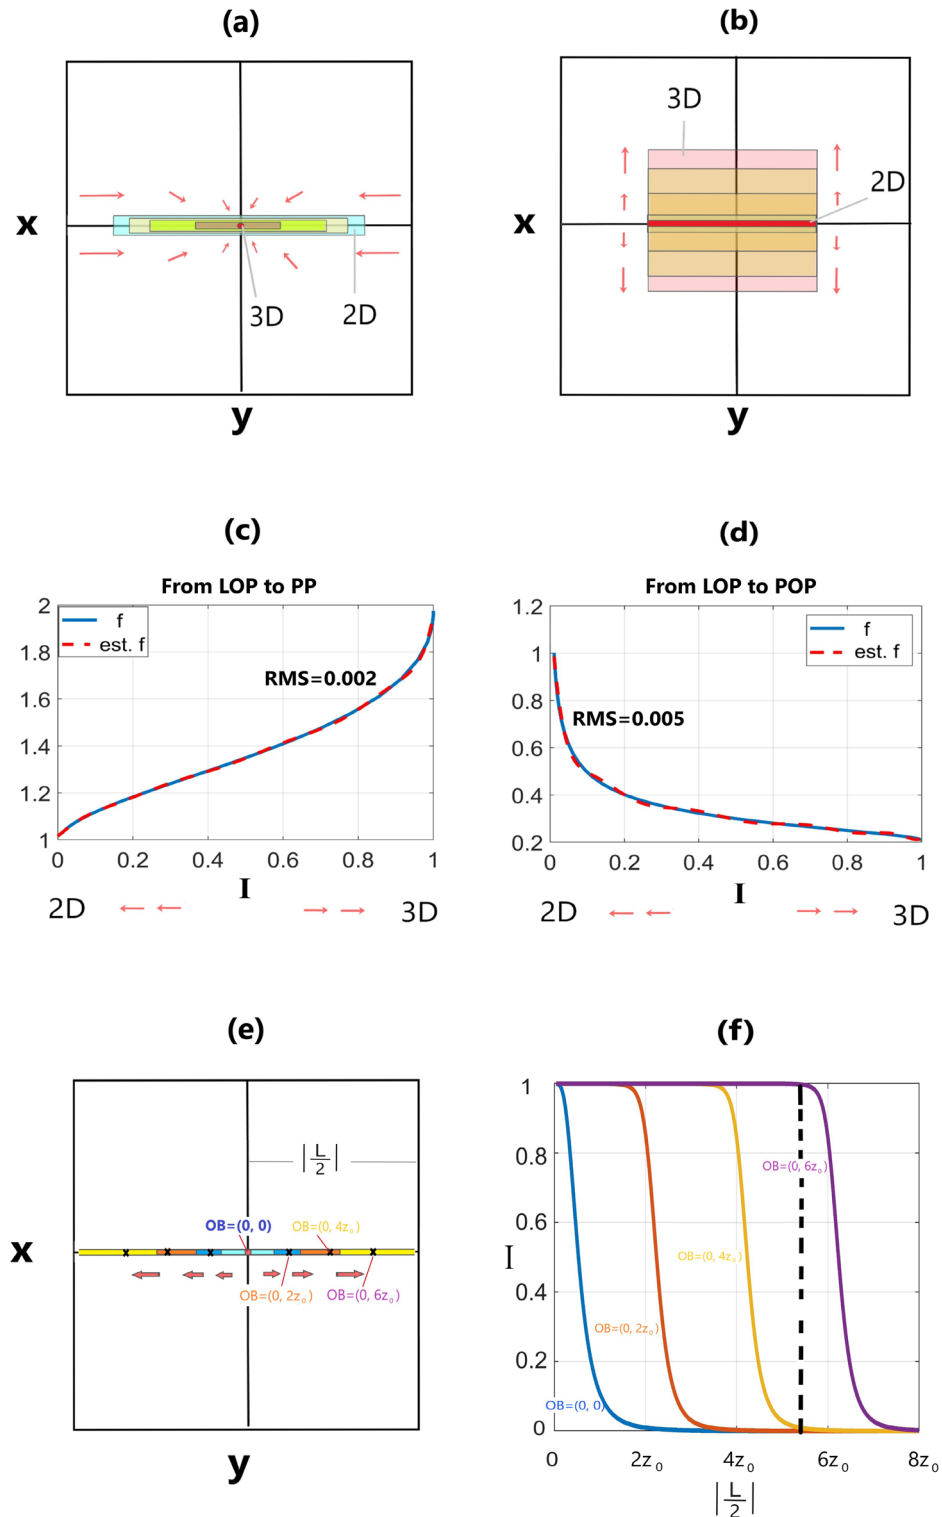 (a)
x
3D
2D
y
(b)
3D
2D
x
y
(c)
From LOP to PP
2
f
est. f
1.8
RMS=0.002
1.6
1.4
1.2
1
0 0.2 0.4 0.6 0.8 1
I
2D 3D
(d)
From LOP to POP
1.2
f
est. f
1
0.8
RMS=0.005
0.6
0.4
0.2
0 0.2 0.4 0.6 0.8 1
I
2D 3D
(e)
|L/2|
OB=(0, 0) OB=(0, 4z₀)
x
OB=(0, 2z₀) OB=(0, 6z₀)
y
(f)
1
0.8
OB=(0, 6z₀)
0.6
I
OB=(0, 4z₀)
0.4
OB=(0, 2z₀)
0.2
OB=(0, 0)
0
0 2z₀ 4z₀ 6z₀ 8z₀
|L/2|